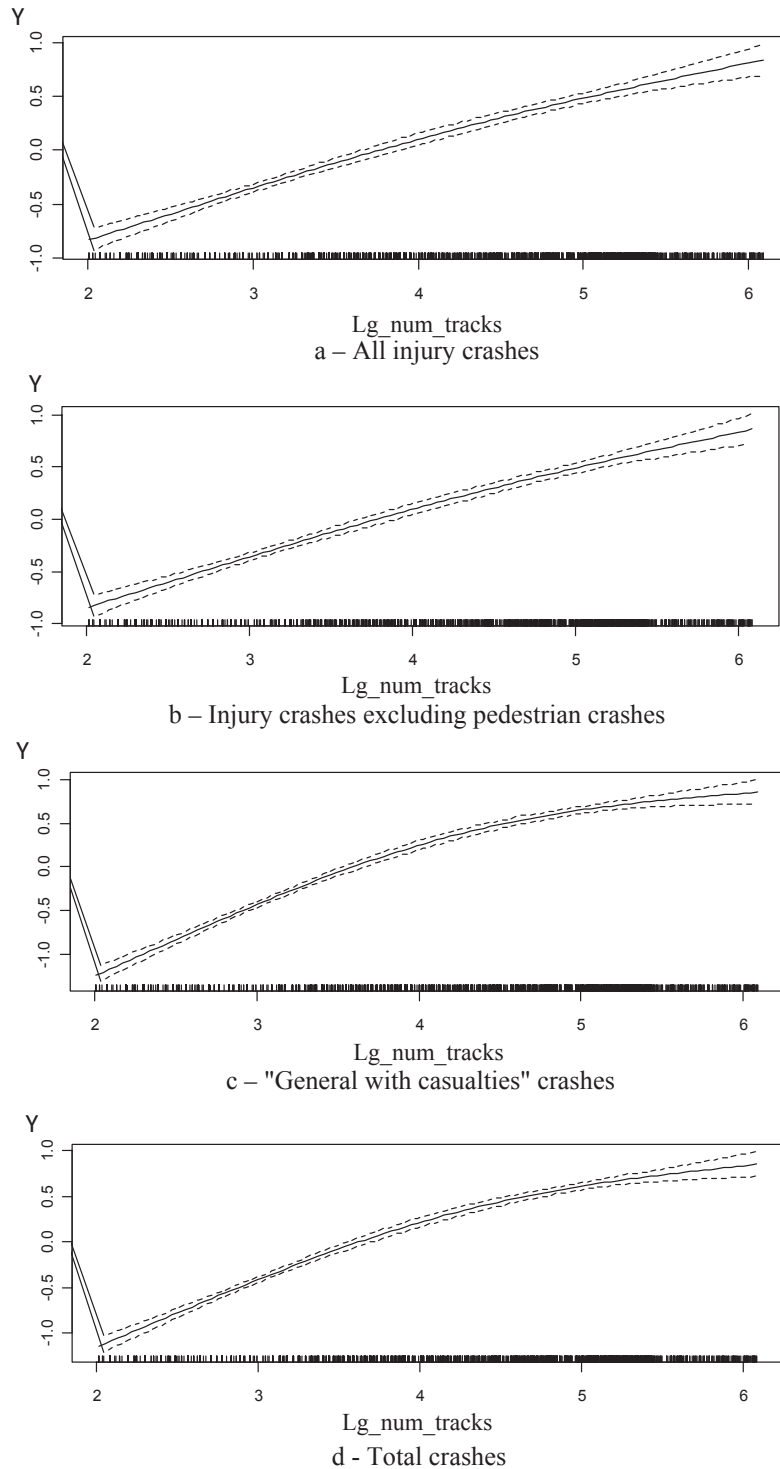 Y
1.0
0.5
0.0
-0.5
-1.0
2 3 4 5 6
Lg_num_tracks
a – All injury crashes
Y
1.0
0.5
0.0
-0.5
-1.0
2 3 4 5 6
Lg_num_tracks
b – Injury crashes excluding pedestrian crashes
Y
1.0
0.5
0.0
-0.5
-1.0
2 3 4 5 6
Lg_num_tracks
c – "General with casualties" crashes
Y
1.0
0.5
0.0
-0.5
-1.0
2 3 4 5 6
Lg_num_tracks
d - Total crashes